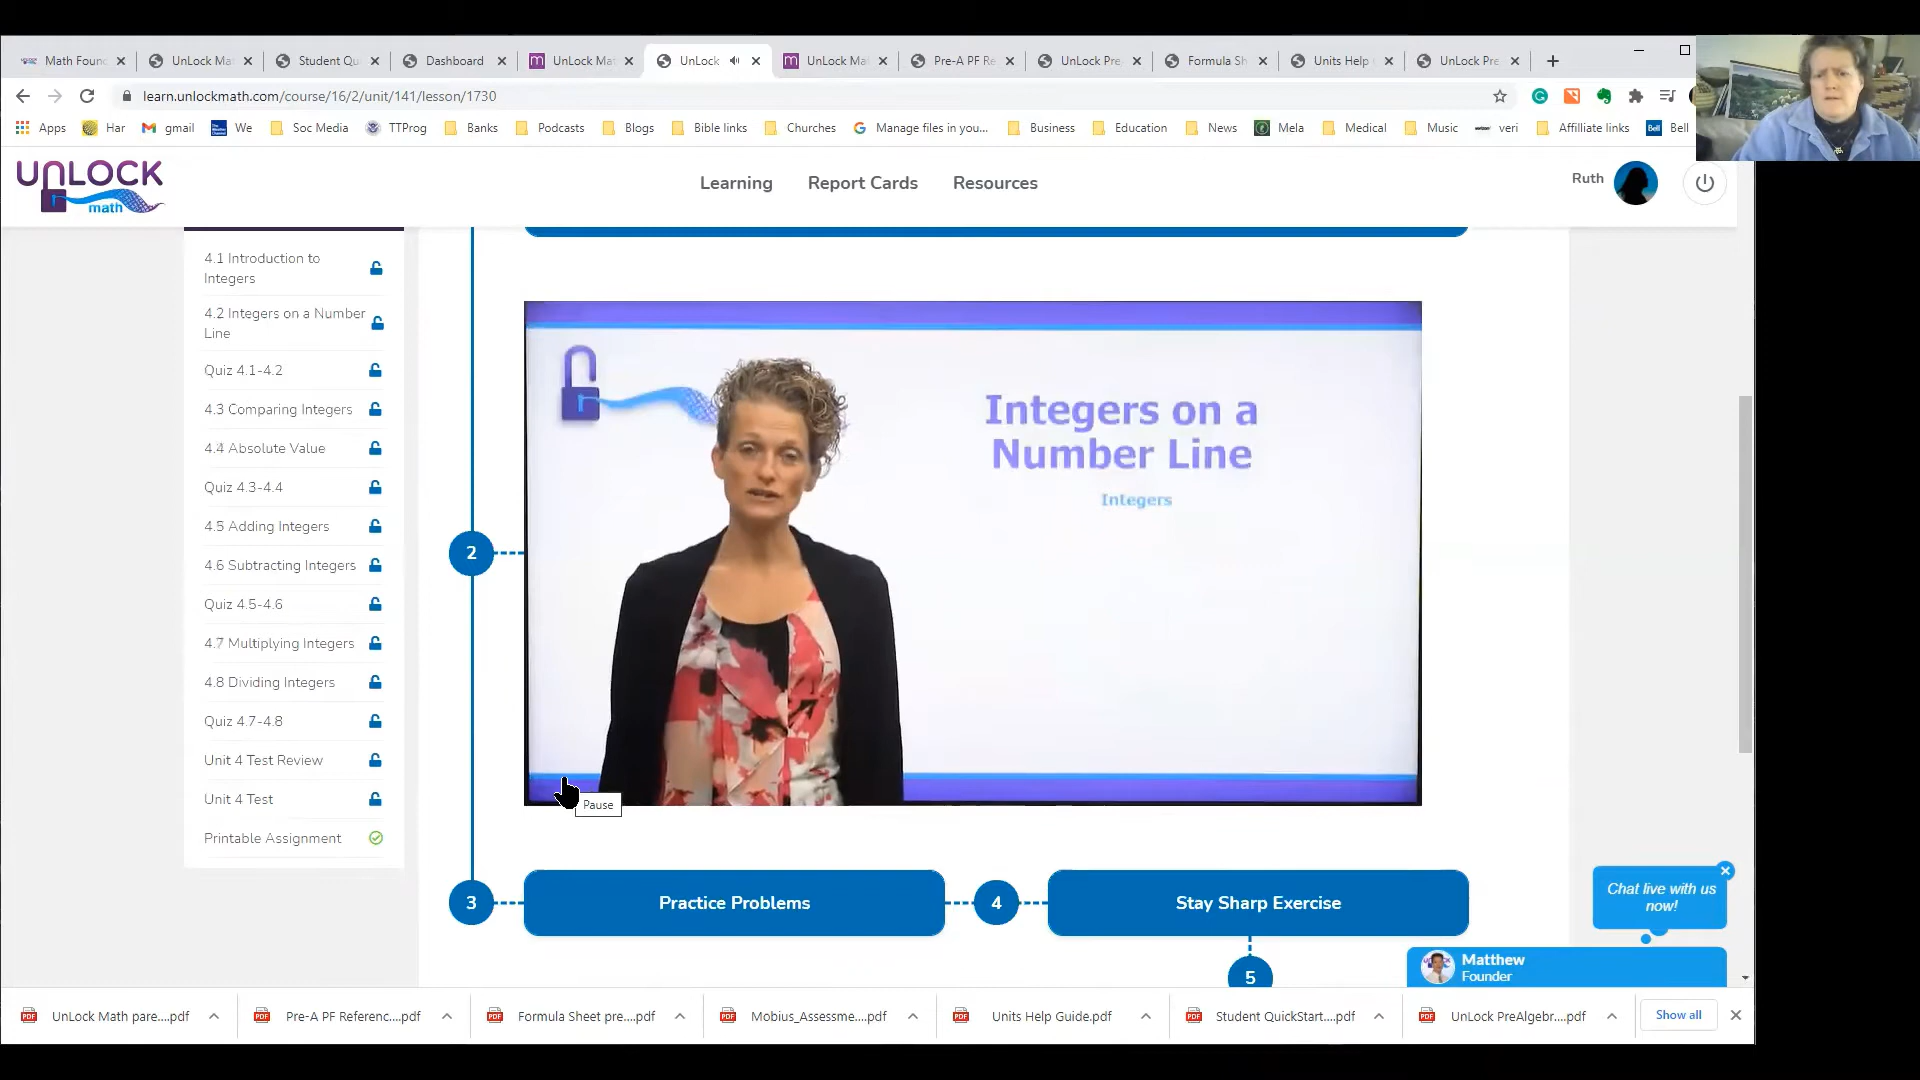 Math Found
UnLock Mat
Student Qu
Dashboard
UnLock Ma
UnLock
UnLock Ma
Pre-A PF Re
UnLock Pre
Formula Sh
Units Help
UnLock Pre
learn.unlockmath.com/course/16/2/unit/141/lesson/1730
Apps
Har
gmail
We
Soc Media
TTProg
Banks
Podcasts
Blogs
Bible links
Churches
Manage files in you...
Business
Education
News
Mela
Medical
Music
veri
Affilliate links
Bell
Bell
UnLOCK
math
Learning
Report Cards
Resources
Ruth
4.1 Introduction to
Integers
4.2 Integers on a Number
Line
Quiz 4.1-4.2
4.3 Comparing Integers
4.4 Absolute Value
Quiz 4.3-4.4
4.5 Adding Integers
4.6 Subtracting Integers
Quiz 4.5-4.6
4.7 Multiplying Integers
4.8 Dividing Integers
Quiz 4.7-4.8
Unit 4 Test Review
Unit 4 Test
Printable Assignment
2
Integers on a
Number Line
Integers
Pause
3
Practice Problems
4
Stay Sharp Exercise
5
Chat live with us
now!
Matthew
Founder
UnLock Math pare....pdf
Pre-A PF Referenc....pdf
Formula Sheet pre....pdf
Mobius_Assessme....pdf
Units Help Guide.pdf
Student QuickStart....pdf
UnLock PreAlgebr....pdf
Show all